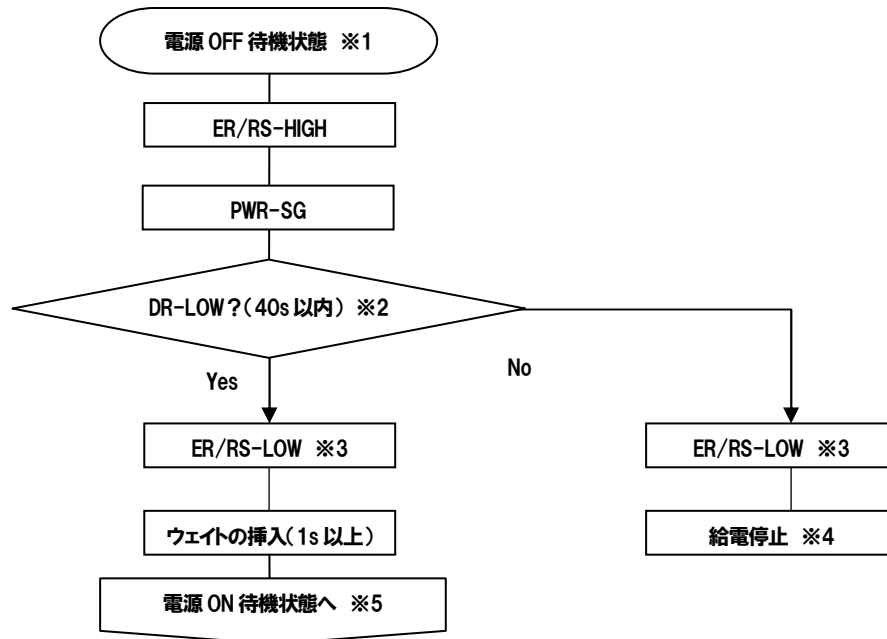 電源 OFF 待機状態 ※1
ER/RS-HIGH
PWR-SG
DR-LOW？（40s 以内） ※2
Yes
No
ER/RS-LOW ※3
ER/RS-LOW ※3
ウェイトの挿入（1s 以上）
給電停止 ※4
電源 ON 待機状態へ ※5